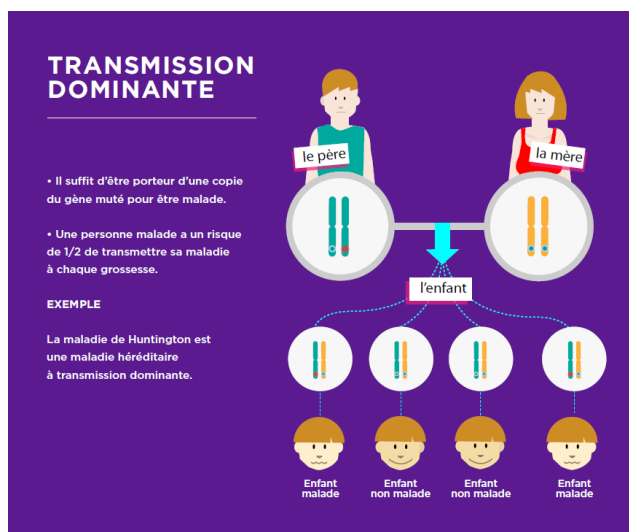 TRANSMISSION
DOMINANTE
• Il suffit d'être porteur d'une copie
du gène muté pour être malade.
• Une personne malade a un risque
de 1/2 de transmettre sa maladie
à chaque grossesse.
EXEMPLE
La maladie de Huntington est
une maladie héréditaire
à transmission dominante.
le père
la mère
l'enfant
Enfant
malade
Enfant
non malade
Enfant
non malade
Enfant
malade